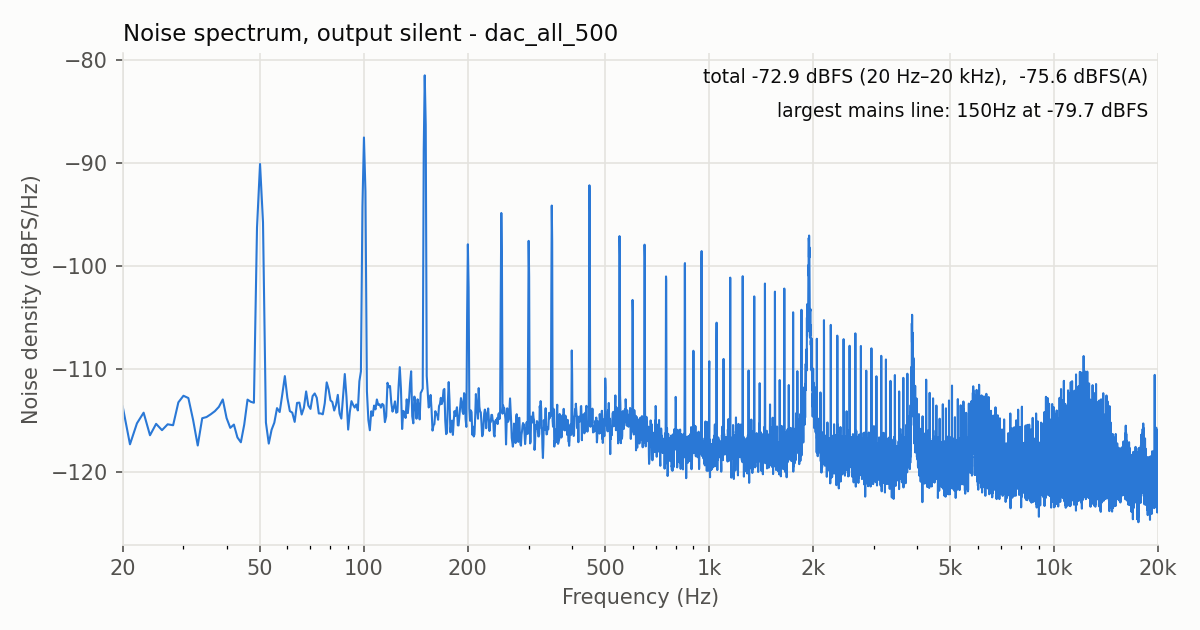 Noise spectrum, output silent - dac_all_500
total -72.9 dBFS (20 Hz–20 kHz),  -75.6 dBFS(A)
largest mains line: 150Hz at -79.7 dBFS
Noise density (dBFS/Hz)
−80
−90
−100
−110
−120
20 50 100 200 500 1k 2k 5k 10k 20k
Frequency (Hz)